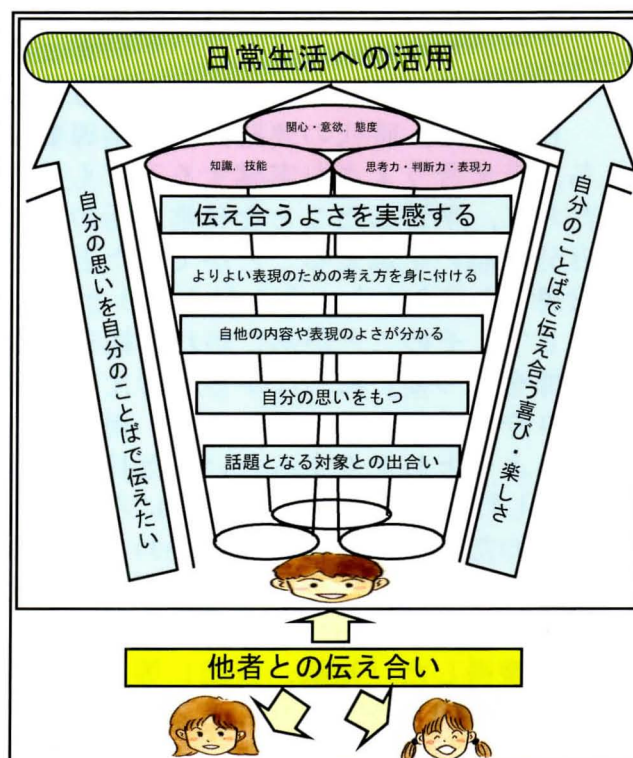 日常生活への活用
関心・意欲，態度
知識，技能
思考力・判断力・表現力
伝え合うよさを実感する
よりよい表現のための考え方を身に付ける
自他の内容や表現のよさが分かる
自分の思いをもつ
話題となる対象との出合い
自分の思いを自分のことばで伝えたい
自分のことばで伝え合う喜び・楽しさ
他者との伝え合い